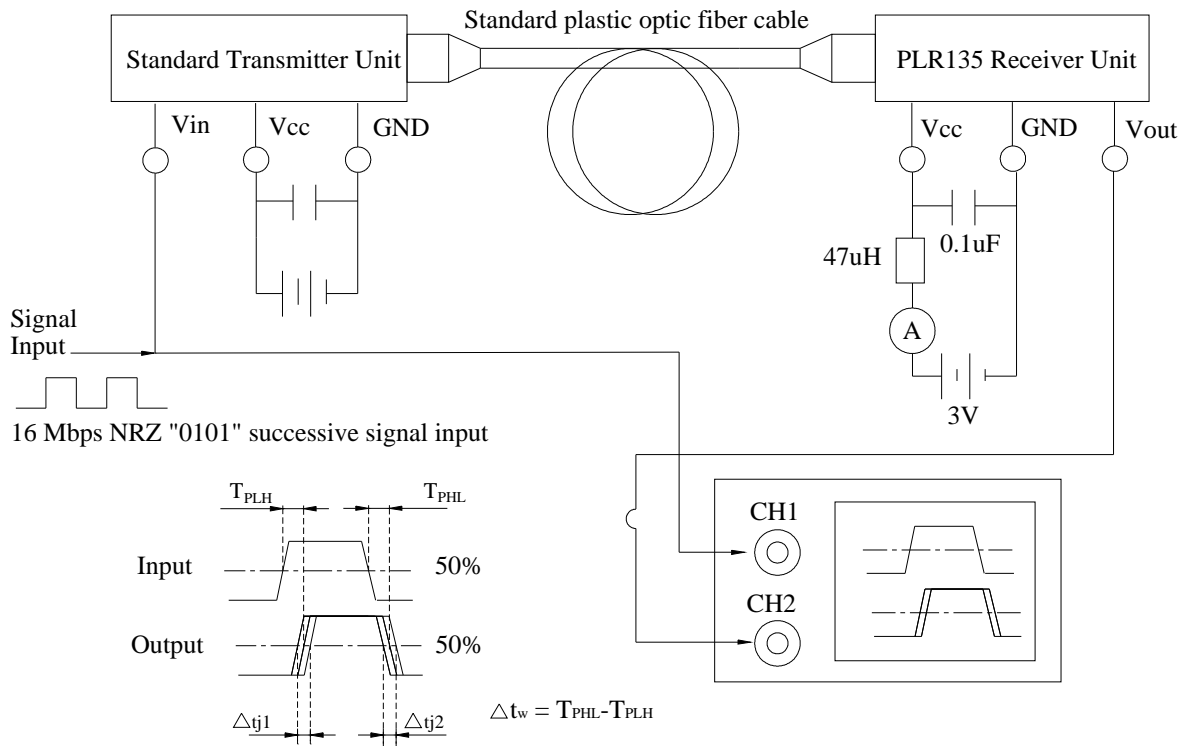 Standard plastic optic fiber cable
Standard Transmitter Unit
PLR135 Receiver Unit
Vin
Vcc
GND
Vcc
GND
Vout
47uH
0.1uF
A
3V
Signal
Input
16 Mbps NRZ "0101" successive signal input
TPLH
TPHL
Input
50%
Output
50%
△tj1
△tj2
△tw = TPHL-TPLH
CH1
CH2